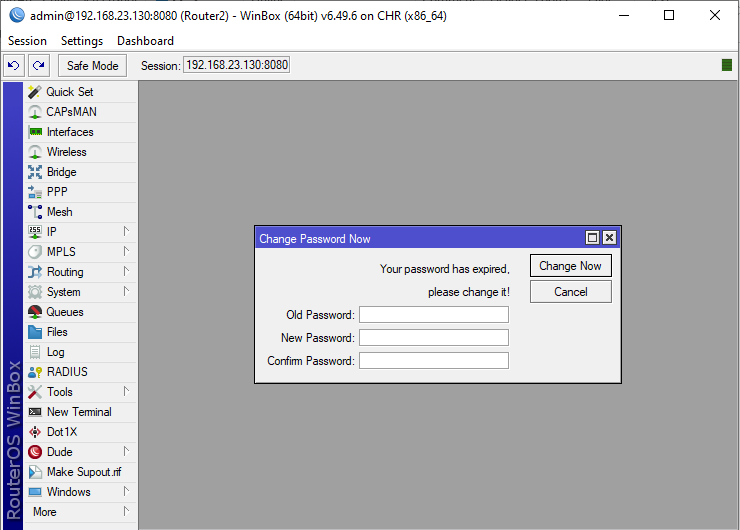 admin@192.168.23.130:8080 (Router2) - WinBox (64bit) v6.49.6 on CHR (x86_64)
Session Settings Dashboard
Safe Mode Session: 192.168.23.130:8080
Quick Set
CAPsMAN
Interfaces
Wireless
Bridge
PPP
Mesh
255
IP
MPLS
Routing
System
Queues
Files
Log
RADIUS
Tools
New Terminal
Dot1X
Dude
Make Supout.rif
Windows
More
RouterOS WinBox
Change Password Now
Your password has expired,
please change it!
Change Now
Cancel
Old Password:
New Password:
Confirm Password: